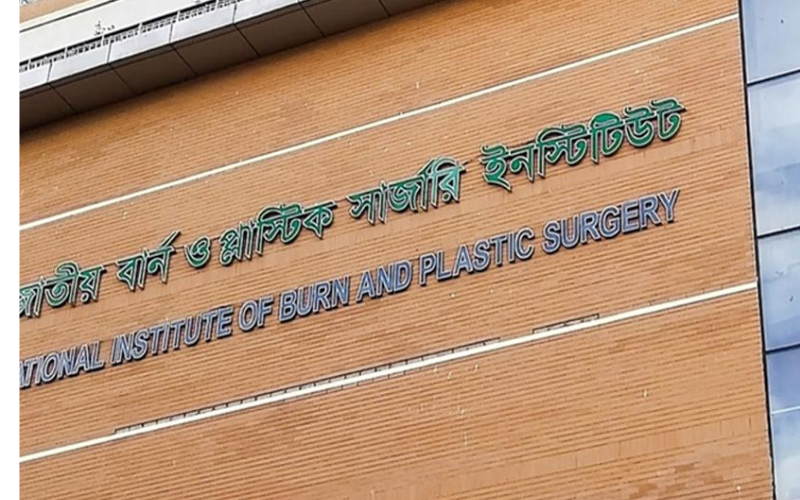 জাতীয় বার্ন ও প্লাস্টিক সার্জারি ইনস্টিটিউট
ATIONAL INSTITUTE OF BURN AND PLASTIC SURGERY